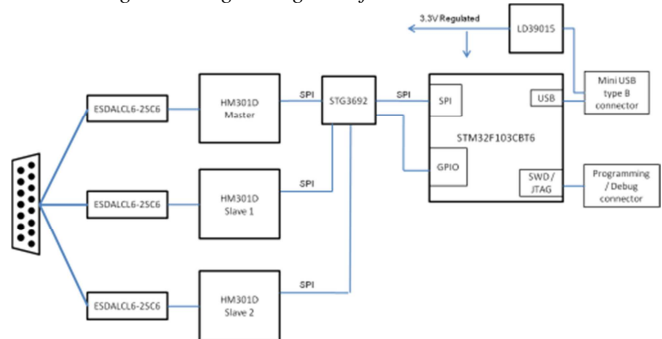 3.3V Regulated
LD39015
Mini USB
type B
connector
ESDALCL6-2SC6
HM301D
Master
SPI
STG3692
SPI
SPI
USB
STM32F103CBT6
GPIO
SWD /
JTAG
Programming
/ Debug
connector
ESDALCL6-2SC6
HM301D
Slave 1
SPI
ESDALCL6-2SC6
HM301D
Slave 2
SPI